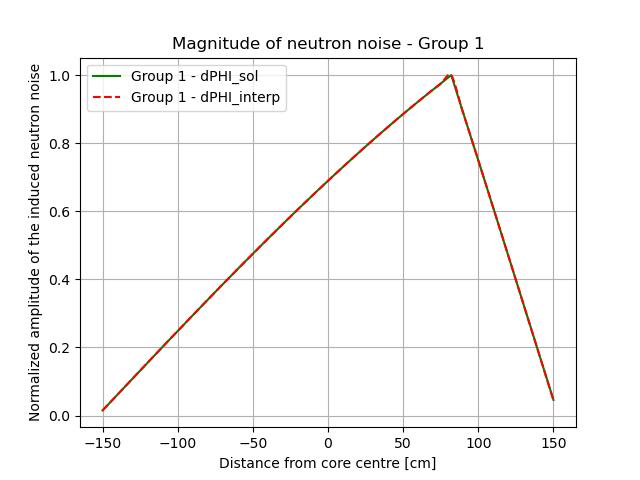 Magnitude of neutron noise - Group 1
Group 1 - dPHI_sol
Group 1 - dPHI_interp
Normalized amplitude of the induced neutron noise
1.0
0.8
0.6
0.4
0.2
0.0
−150
−100
−50
0
50
100
150
Distance from core centre [cm]